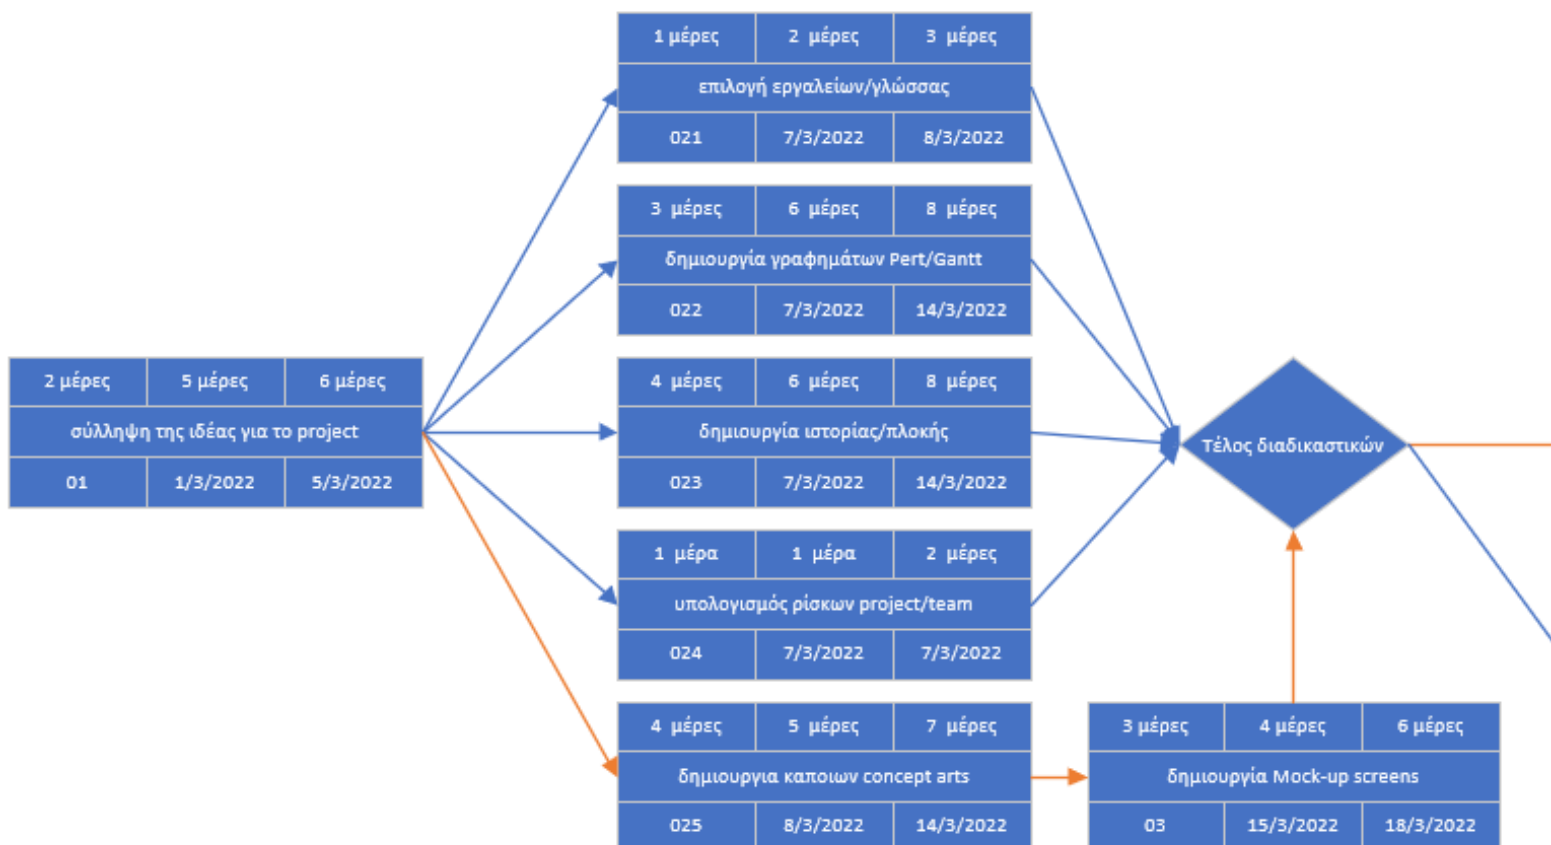 1 μέρες 2 μέρες 3 μέρες
επιλογή εργαλείων/γλώσσας
021 7/3/2022 8/3/2022
3 μέρες 6 μέρες 8 μέρες
δημιουργία γραφημάτων Pert/Gantt
022 7/3/2022 14/3/2022
2 μέρες 5 μέρες 6 μέρες
σύλληψη της ιδέας για το project
01 1/3/2022 5/3/2022
4 μέρες 6 μέρες 8 μέρες
δημιουργία ιστορίας/πλοκής
023 7/3/2022 14/3/2022
Τέλος διαδικαστικών
1 μέρα 1 μέρα 2 μέρες
υπολογισμός ρίσκων project/team
024 7/3/2022 7/3/2022
4 μέρες 5 μέρες 7 μέρες
δημιουργια καποιων concept arts
025 8/3/2022 14/3/2022
3 μέρες 4 μέρες 6 μέρες
δημιουργία Mock-up screens
03 15/3/2022 18/3/2022